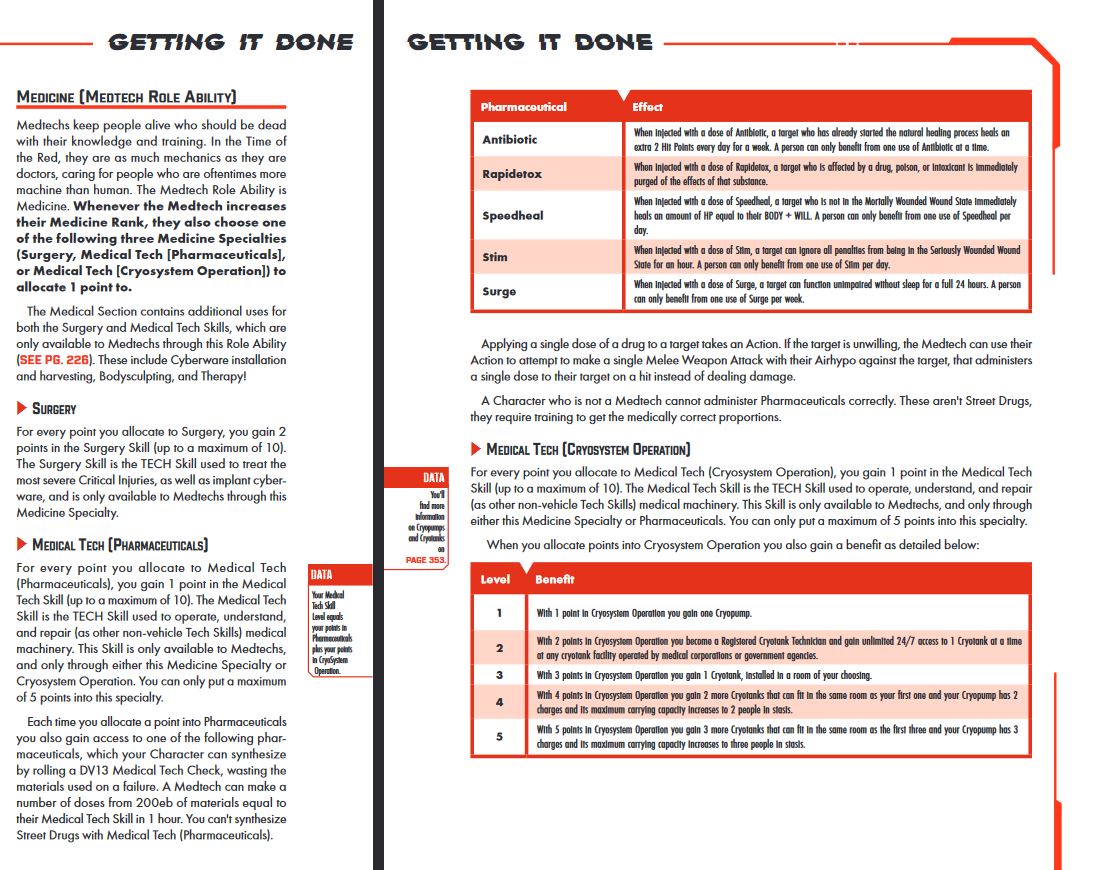 GETTING IT DONE
MEDICINE (MEDTECH ROLE ABILITY)
Medtechs keep people alive who should be dead
with their knowledge and training. In the Time of
the Red, they are as much mechanics as they are
doctors, caring for people who are oftentimes more
machine than human. The Medtech Role Ability is
Medicine. Whenever the Medtech increases
their Medicine Rank, they also choose one
of the following three Medicine Specialties
(Surgery, Medical Tech [Pharmaceuticals],
or Medical Tech [Cryosystem Operation]) to
allocate 1 point to.
The Medical Section contains additional uses for
both the Surgery and Medical Tech Skills, which are
only available to Medtechs through this Role Ability
(SEE PG. 226). These include Cyberware installation
and harvesting, Bodysculpting, and Therapy!
SURGERY
For every point you allocate to Surgery, you gain 2
points in the Surgery Skill (up to a maximum of 10).
The Surgery Skill is the TECH Skill used to treat the
most severe Critical Injuries, as well as implant cyber-
ware, and is only available to Medtechs through this
Medicine Specialty.
MEDICAL TECH (PHARMACEUTICALS)
For every point you allocate to Medical Tech
(Pharmaceuticals), you gain 1 point in the Medical
Tech Skill (up to a maximum of 10). The Medical Tech
Skill is the TECH Skill used to operate, understand,
and repair (as other non-vehicle Tech Skills) medical
machinery. This Skill is only available to Medtechs,
and only through either this Medicine Specialty or
Cryosystem Operation. You can only put a maximum
of 5 points into this specialty.
Each time you allocate a point into Pharmaceuticals
you also gain access to one of the following phar-
maceuticals, which your Character can synthesize
by rolling a DV13 Medical Tech Check, wasting the
materials used on a failure. A Medtech can make a
number of doses from 200eb of materials equal to
their Medical Tech Skill in 1 hour. You can't synthesize
Street Drugs with Medical Tech (Pharmaceuticals).
DATA
Your Medical
Tech Skill
Level equals
your points in
Pharmaceuticals
plus your points
in CryoSystem
Operation.
GETTING IT DONE
Pharmaceutical Effect
Antibiotic
When injected with a dose of Antibiotic, a target who has already started the natural healing process heals an
extra 2 Hit Points every day for a week. A person can only benefit from one use of Antibiotic at a time.
Rapidetox
When injected with a dose of Rapidetox, a target who is affected by a drug, poison, or intoxicant is immediately
purged of the effects of that substance.
Speedheal
When injected with a dose of Speedheal, a target who is not in the Mortally Wounded Wound State immediately
heals an amount of HP equal to their BODY + WILL. A person can only benefit from one use of Speedheal per
day.
Stim
When injected with a dose of Stim, a target can ignore all penalties from being in the Seriously Wounded Wound
State for an hour. A person can only benefit from one use of Stim per day.
Surge
When injected with a dose of Surge, a target can function unimpaired without sleep for a full 24 hours. A person
can only benefit from one use of Surge per week.
Applying a single dose of a drug to a target takes an Action. If the target is unwilling, the Medtech can use their
Action to attempt to make a single Melee Weapon Attack with their Airhypo against the target, that administers
a single dose to their target on a hit instead of dealing damage.
A Character who is not a Medtech cannot administer Pharmaceuticals correctly. These aren't Street Drugs,
they require training to get the medically correct proportions.
MEDICAL TECH (CRYOSYSTEM OPERATION)
For every point you allocate to Medical Tech (Cryosystem Operation), you gain 1 point in the Medical Tech
Skill (up to a maximum of 10). The Medical Tech Skill is the TECH Skill used to operate, understand, and repair
(as other non-vehicle Tech Skills) medical machinery. This Skill is only available to Medtechs, and only through
either this Medicine Specialty or Pharmaceuticals. You can only put a maximum of 5 points into this specialty.
When you allocate points into Cryosystem Operation you also gain a benefit as detailed below:
DATA
You'll
find more
information
on Cryopumps
and Cryotanks
on
PAGE 353.
Level Benefit
1 With 1 point in Cryosystem Operation you gain one Cryopump.
2
With 2 points in Cryosystem Operation you become a Registered Cryotank Technician and gain unlimited 24/7 access to 1 Cryotank at a time
at any cryotank facility operated by medical corporations or government agencies.
3 With 3 points in Cryosystem Operation you gain 1 Cryotank, installed in a room of your choosing.
4
With 4 points in Cryosystem Operation you gain 2 more Cryotanks that can fit in the same room as your first one and your Cryopump has 2
charges and its maximum carrying capacity increases to 2 people in stasis.
5
With 5 points in Cryosystem Operation you gain 3 more Cryotanks that can fit in the same room as the first three and your Cryopump has 3
charges and its maximum carrying capacity increases to three people in stasis.